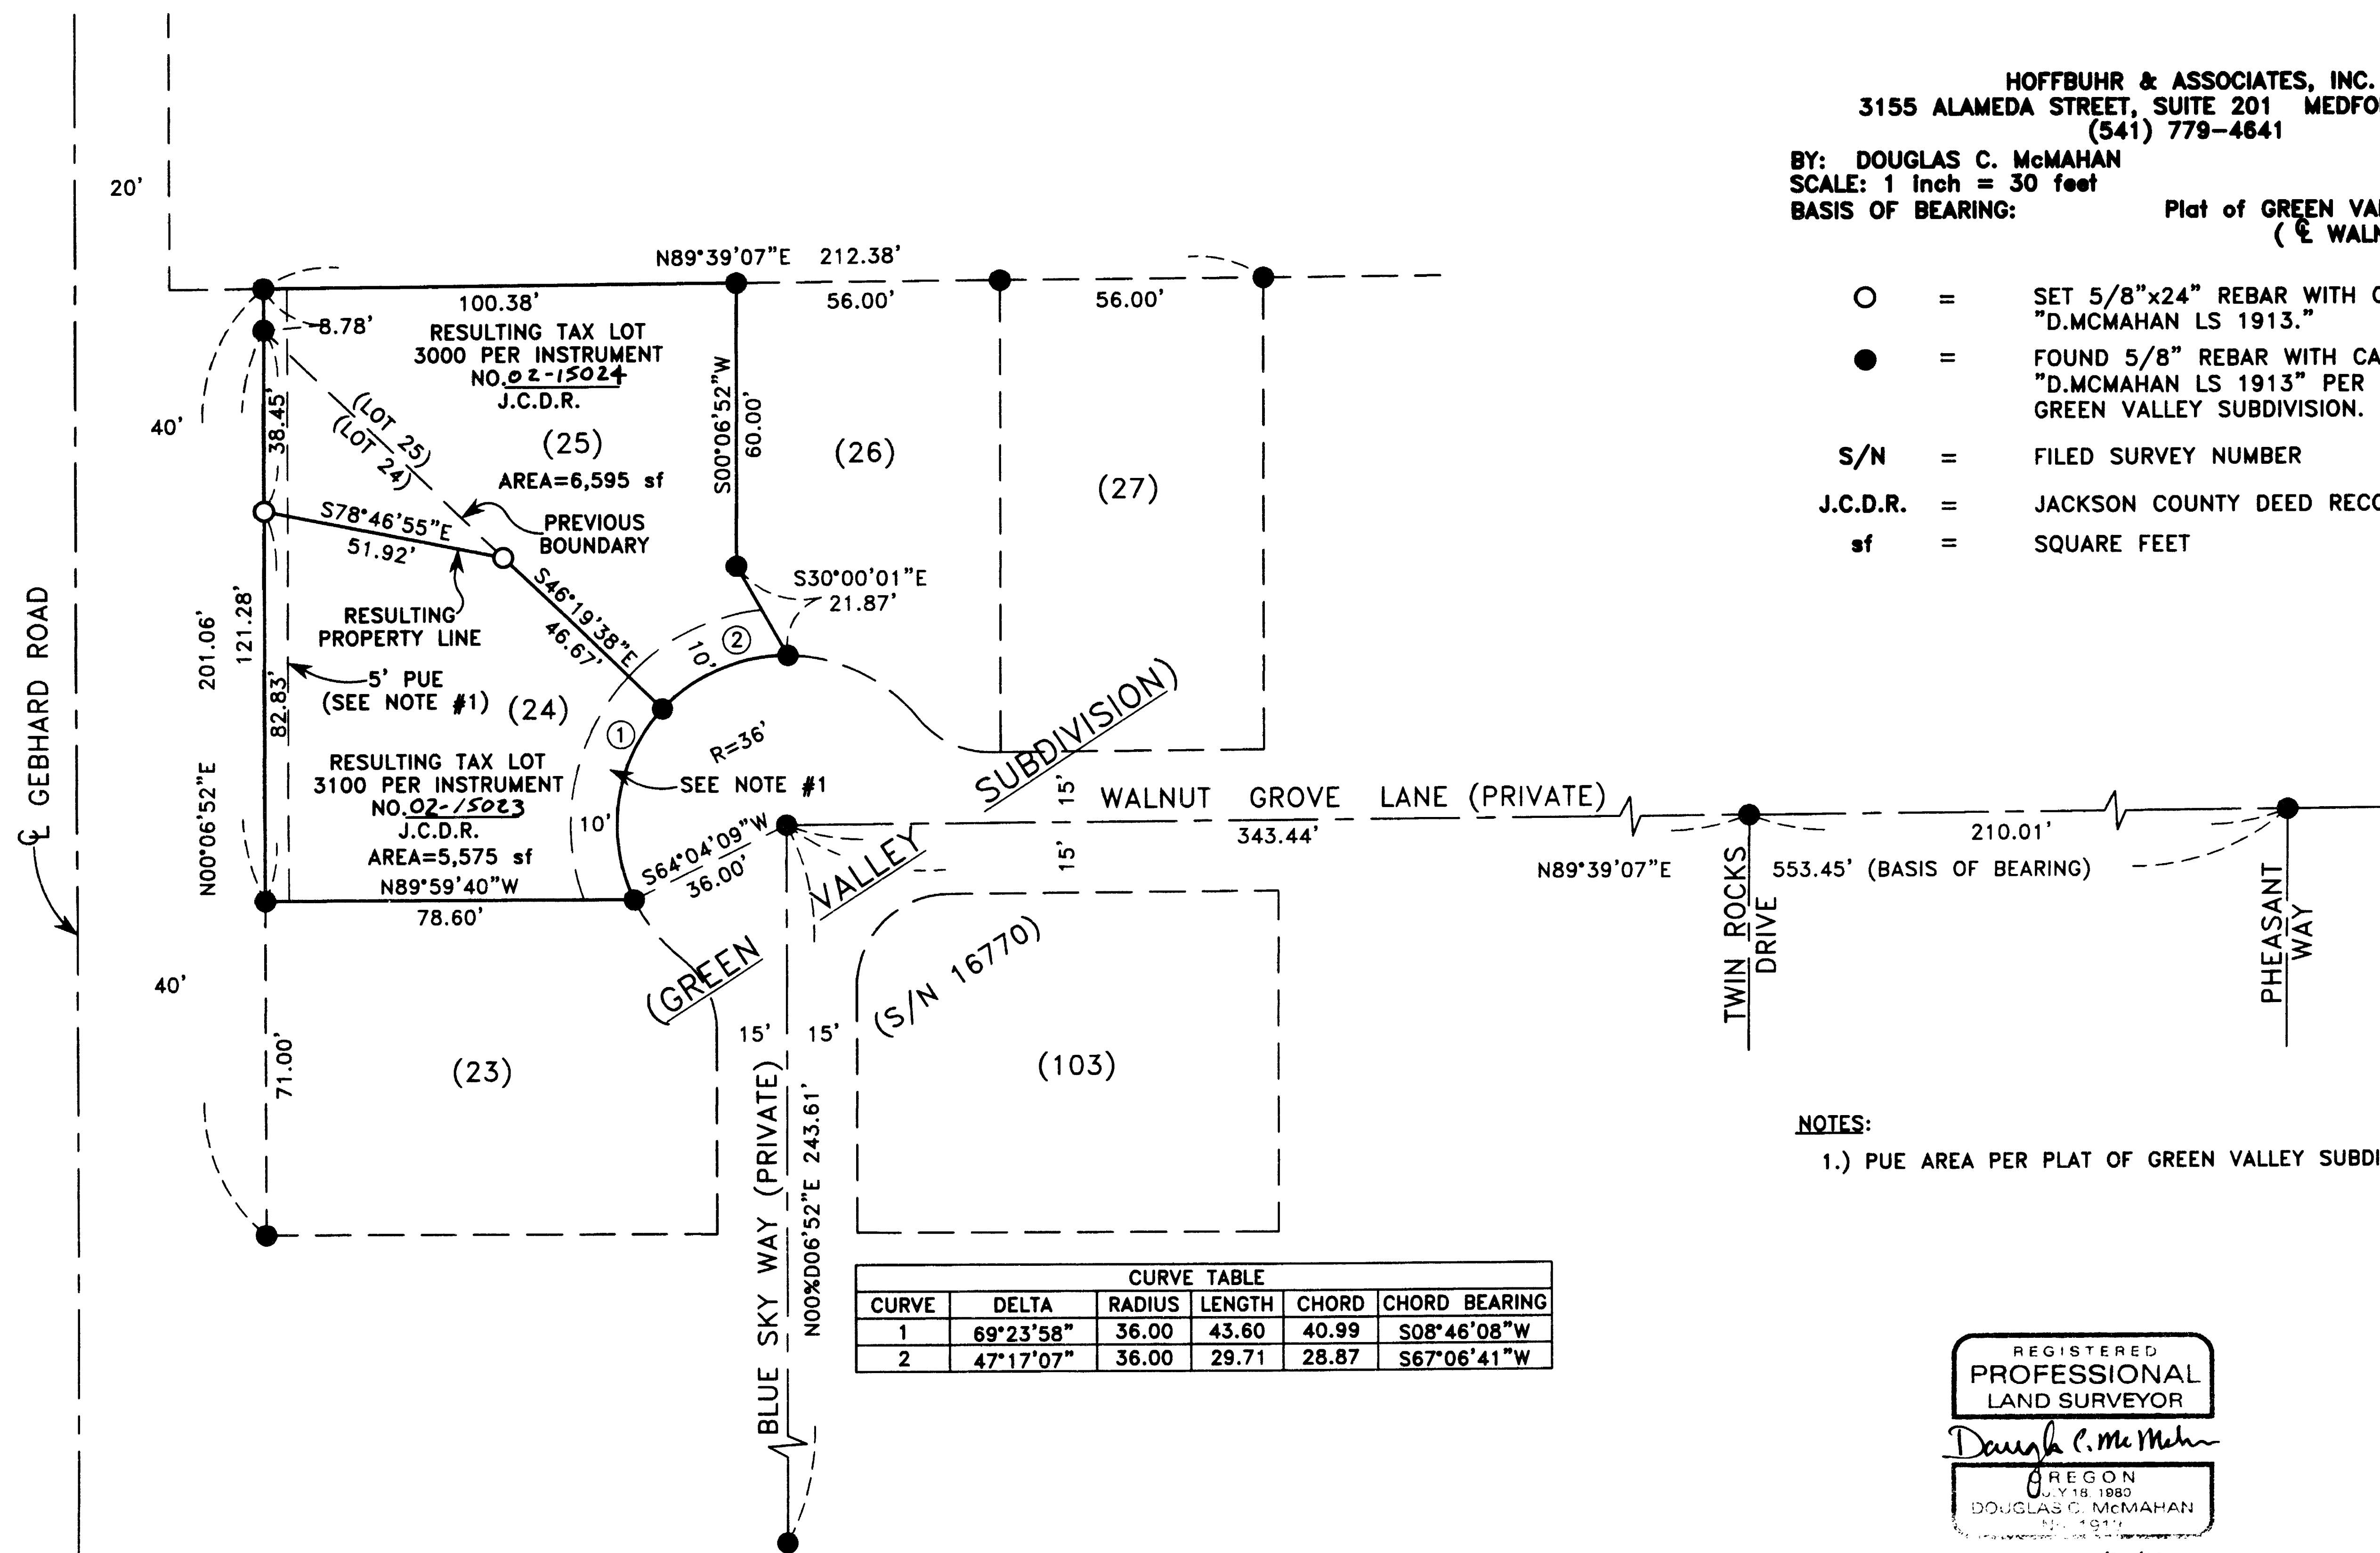 HOFFBUHR & ASSOCIATES, INC.
3155 ALAMEDA STREET, SUITE 201 MEDFO
(541) 779-4641
BY: DOUGLAS C. McMAHAN
SCALE: 1 inch = 30 feet
BASIS OF BEARING: Plat of GREEN VAL
( ℄ WALN
○ = SET 5/8"x24" REBAR WITH C
"D.MCMAHAN LS 1913."
● = FOUND 5/8" REBAR WITH CA
"D.MCMAHAN LS 1913" PER
GREEN VALLEY SUBDIVISION.
S/N = FILED SURVEY NUMBER
J.C.D.R. = JACKSON COUNTY DEED RECO
sf = SQUARE FEET
20'
N89°39'07"E 212.38'
100.38'
56.00'
56.00'
8.78'
RESULTING TAX LOT
3000 PER INSTRUMENT
NO. 02-15024
J.C.D.R.
(25)
AREA=6,595 sf
(LOT 25)
(LOT 24)
40'
38.45'
S00°06'52"W
60.00'
(26)
(27)
PREVIOUS
BOUNDARY
S78°46'55"E
51.92'
S30°00'01"E
21.87'
S46°19'38"E
46.67'
RESULTING
PROPERTY LINE
10'
2
℄ GEBHARD ROAD
201.06'
121.28'
82.83'
N00°06'52"E
5' PUE
(SEE NOTE #1)
(24)
1
R=36'
SEE NOTE #1
RESULTING TAX LOT
3100 PER INSTRUMENT
NO. 02-15023
J.C.D.R.
AREA=5,575 sf
10'
N89°59'40"W
78.60'
S64°04'09"W
36.00'
(GREEN VALLEY SUBDIVISION)
(S/N 16770)
15'
WALNUT GROVE LANE (PRIVATE)
343.44'
15'
210.01'
N89°39'07"E 553.45' (BASIS OF BEARING)
TWIN ROCKS
DRIVE
PHEASANT
WAY
40'
71.00'
(23)
15'
15'
(103)
BLUE SKY WAY (PRIVATE)
N00%D06'52"E 243.61'
NOTES:
1.) PUE AREA PER PLAT OF GREEN VALLEY SUBDI
CURVE TABLE
CURVE DELTA RADIUS LENGTH CHORD CHORD BEARING
1 69°23'58" 36.00 43.60 40.99 S08°46'08"W
2 47°17'07" 36.00 29.71 28.87 S67°06'41"W
REGISTERED
PROFESSIONAL
LAND SURVEYOR
OREGON
JULY 18, 1980
DOUGLAS C. McMAHAN